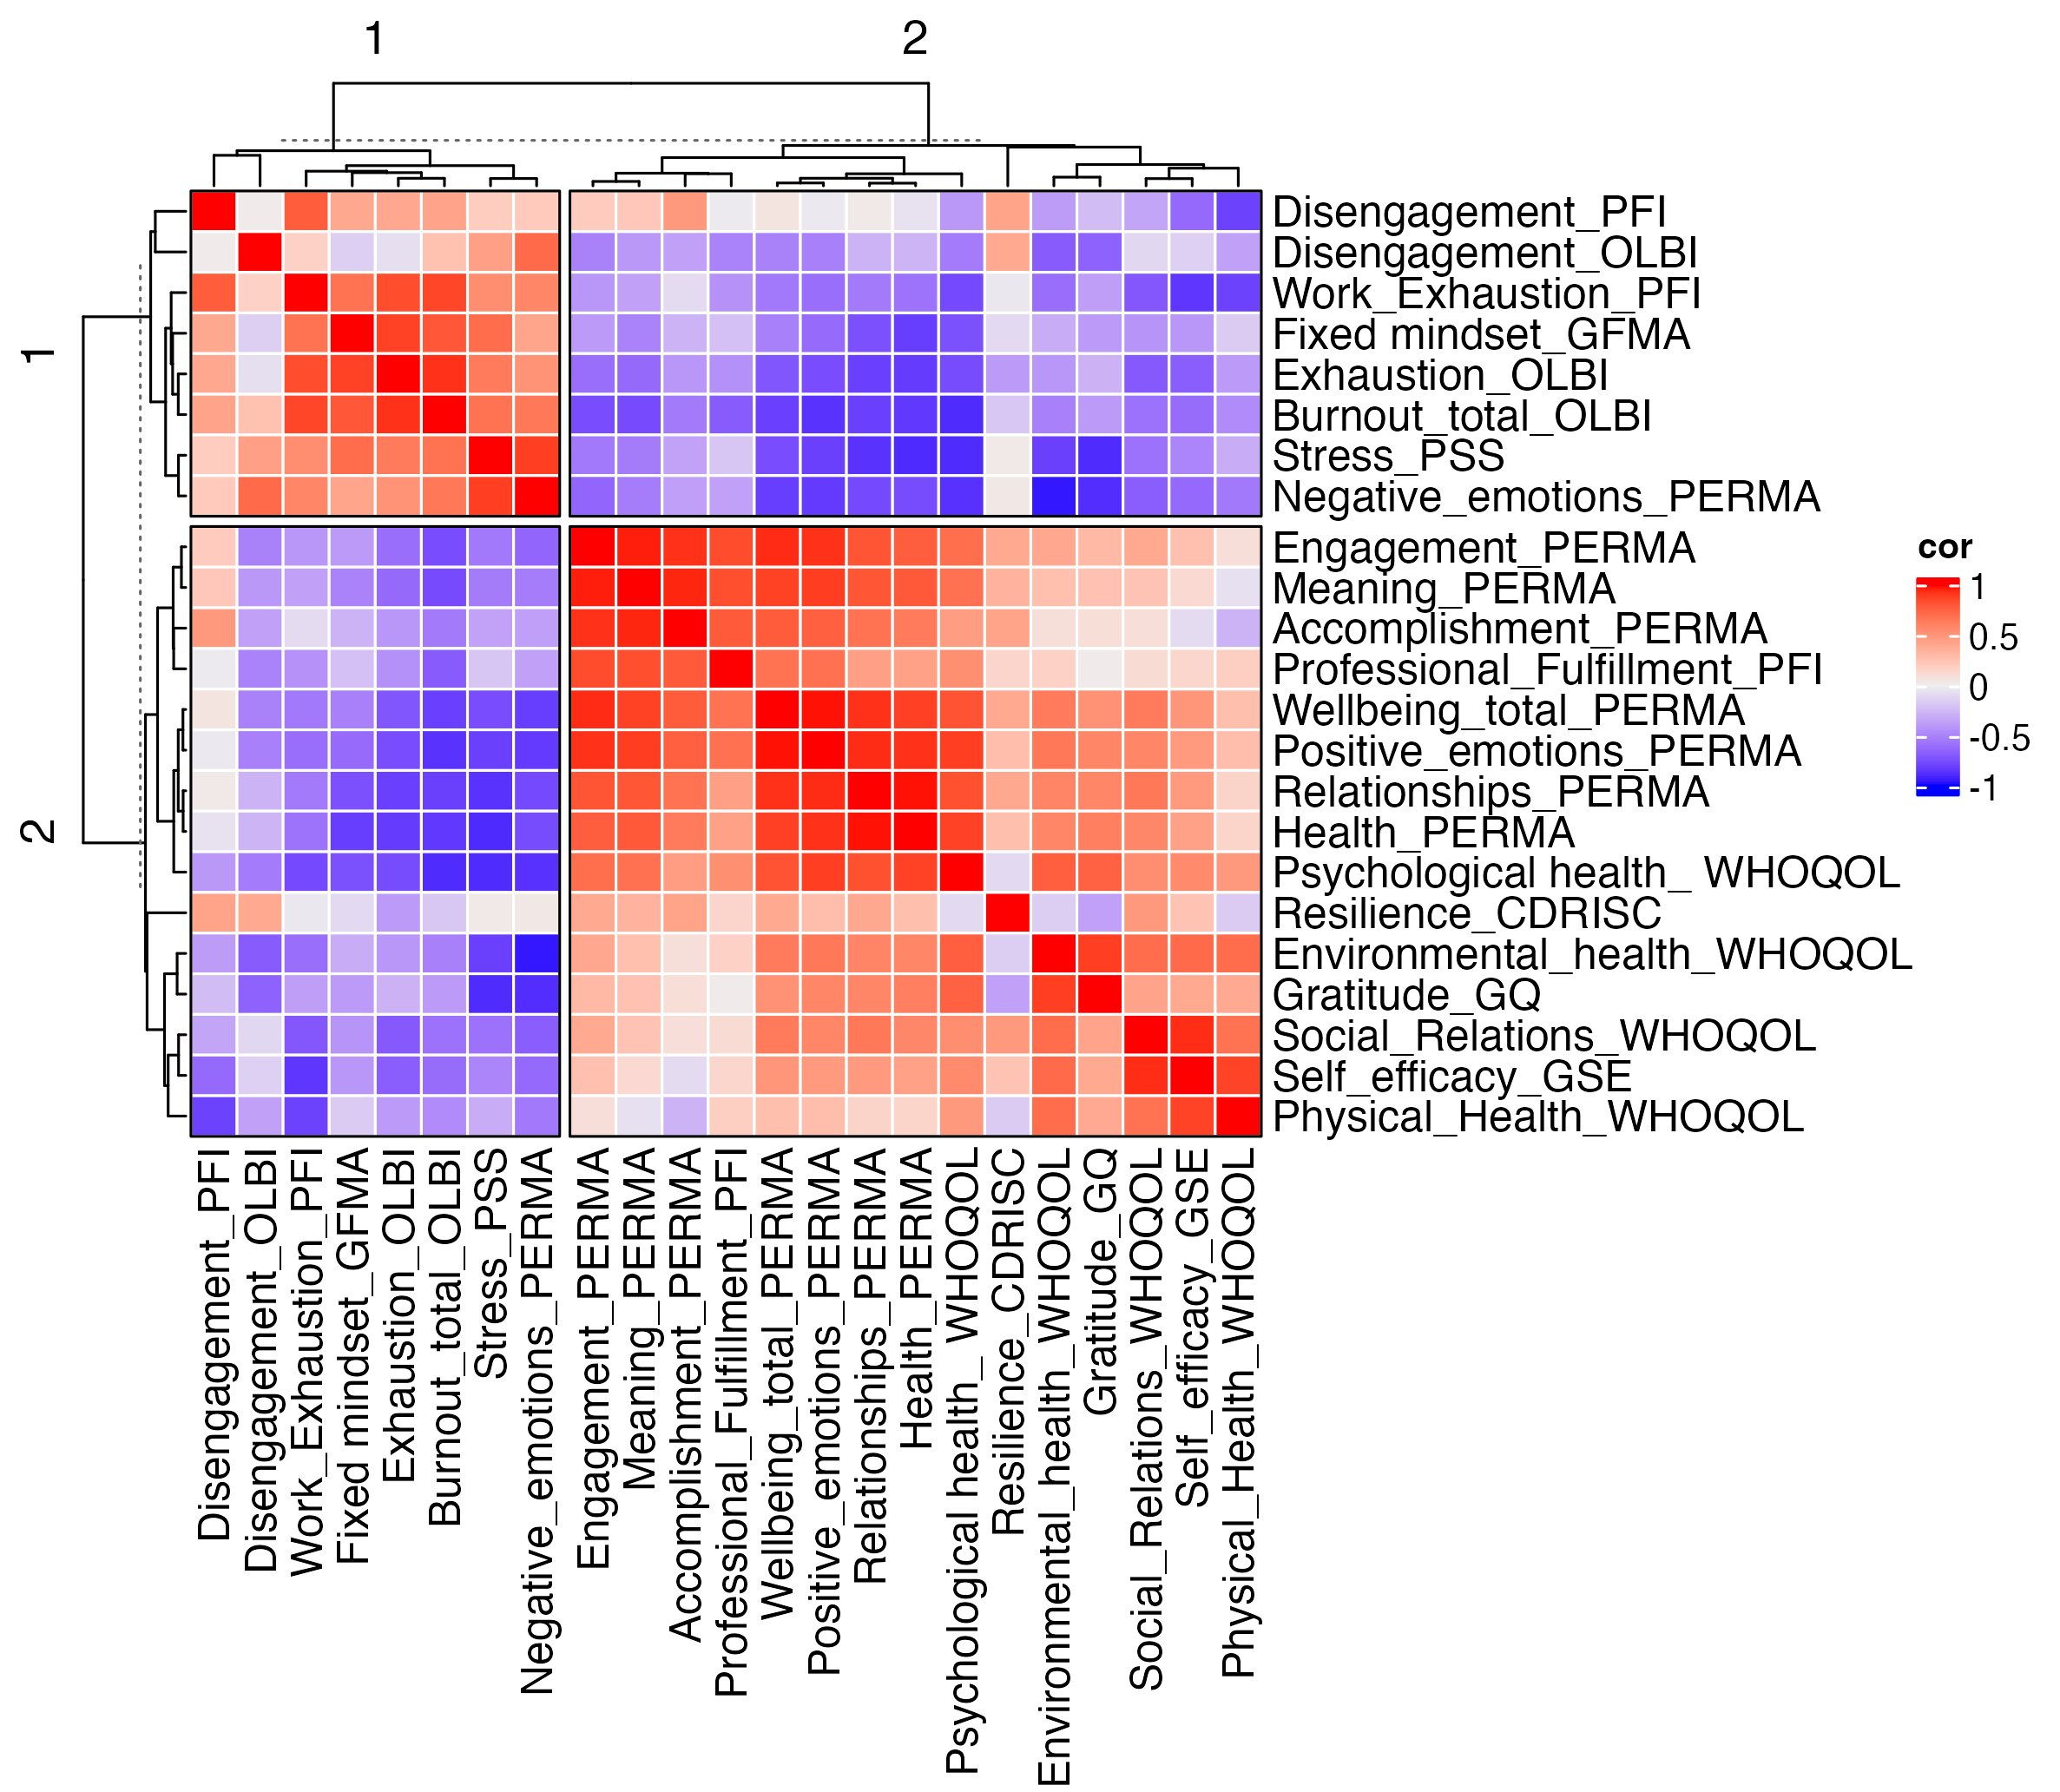 1
2
1
2
Disengagement_PFI
Disengagement_OLBI
Work_Exhaustion_PFI
Fixed mindset_GFMA
Exhaustion_OLBI
Burnout_total_OLBI
Stress_PSS
Negative_emotions_PERMA
Engagement_PERMA
Meaning_PERMA
Accomplishment_PERMA
Professional_Fulfillment_PFI
Wellbeing_total_PERMA
Positive_emotions_PERMA
Relationships_PERMA
Health_PERMA
Psychological health_ WHOQOL
Resilience_CDRISC
Environmental_health_WHOQOL
Gratitude_GQ
Social_Relations_WHOQOL
Self_efficacy_GSE
Physical_Health_WHOQOL
cor
1
0.5
0
-0.5
-1
Disengagement_PFI
Disengagement_OLBI
Work_Exhaustion_PFI
Fixed mindset_GFMA
Exhaustion_OLBI
Burnout_total_OLBI
Stress_PSS
Negative_emotions_PERMA
Engagement_PERMA
Meaning_PERMA
Accomplishment_PERMA
Professional_Fulfillment_PFI
Wellbeing_total_PERMA
Positive_emotions_PERMA
Relationships_PERMA
Health_PERMA
Psychological health_ WHOQOL
Resilience_CDRISC
Environmental_health_WHOQOL
Gratitude_GQ
Social_Relations_WHOQOL
Self_efficacy_GSE
Physical_Health_WHOQOL